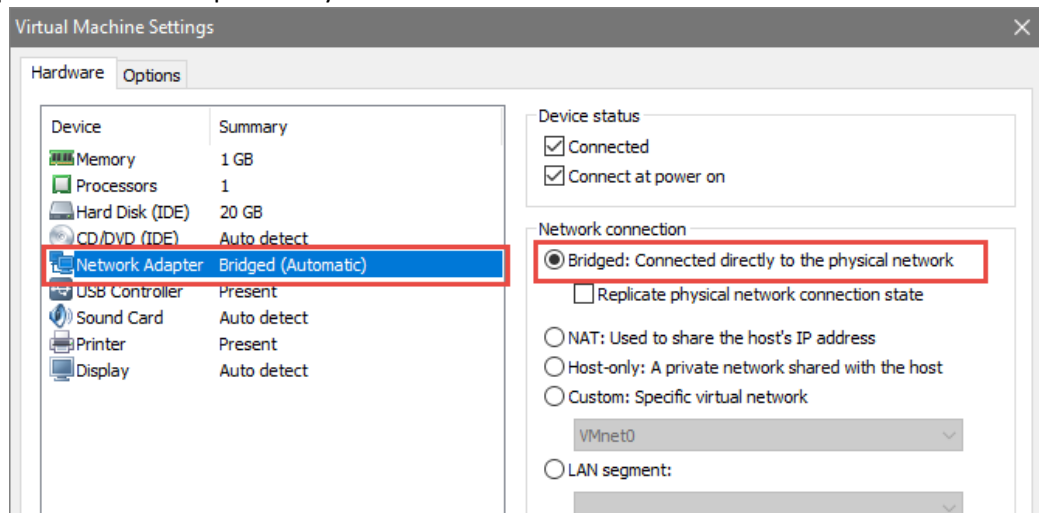 Virtual Machine Settings
Hardware Options
Device Summary
Memory 1 GB
Processors 1
Hard Disk (IDE) 20 GB
CD/DVD (IDE) Auto detect
Network Adapter Bridged (Automatic)
USB Controller Present
Sound Card Auto detect
Printer Present
Display Auto detect
Device status
Connected
Connect at power on
Network connection
Bridged: Connected directly to the physical network
Replicate physical network connection state
NAT: Used to share the host's IP address
Host-only: A private network shared with the host
Custom: Specific virtual network
VMnet0
LAN segment: